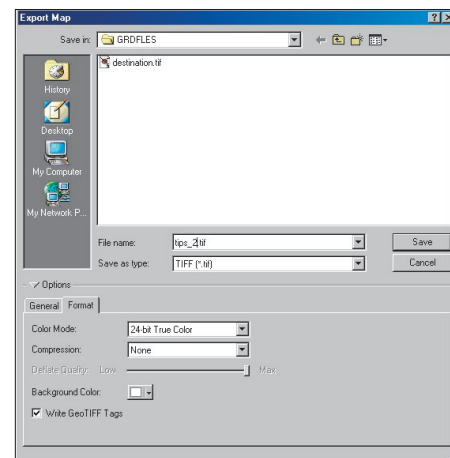 Export Map
Save in: GRDFLES
destination.tif
History
Desktop
My Computer
My Network P...
File name: tips_2.tif Save
Save as type: TIFF (*.tif) Cancel
Options
General Format
Color Mode: 24-bit True Color
Compression: None
Deflate Quality: Low Max
Background Color:
Write GeoTIFF Tags